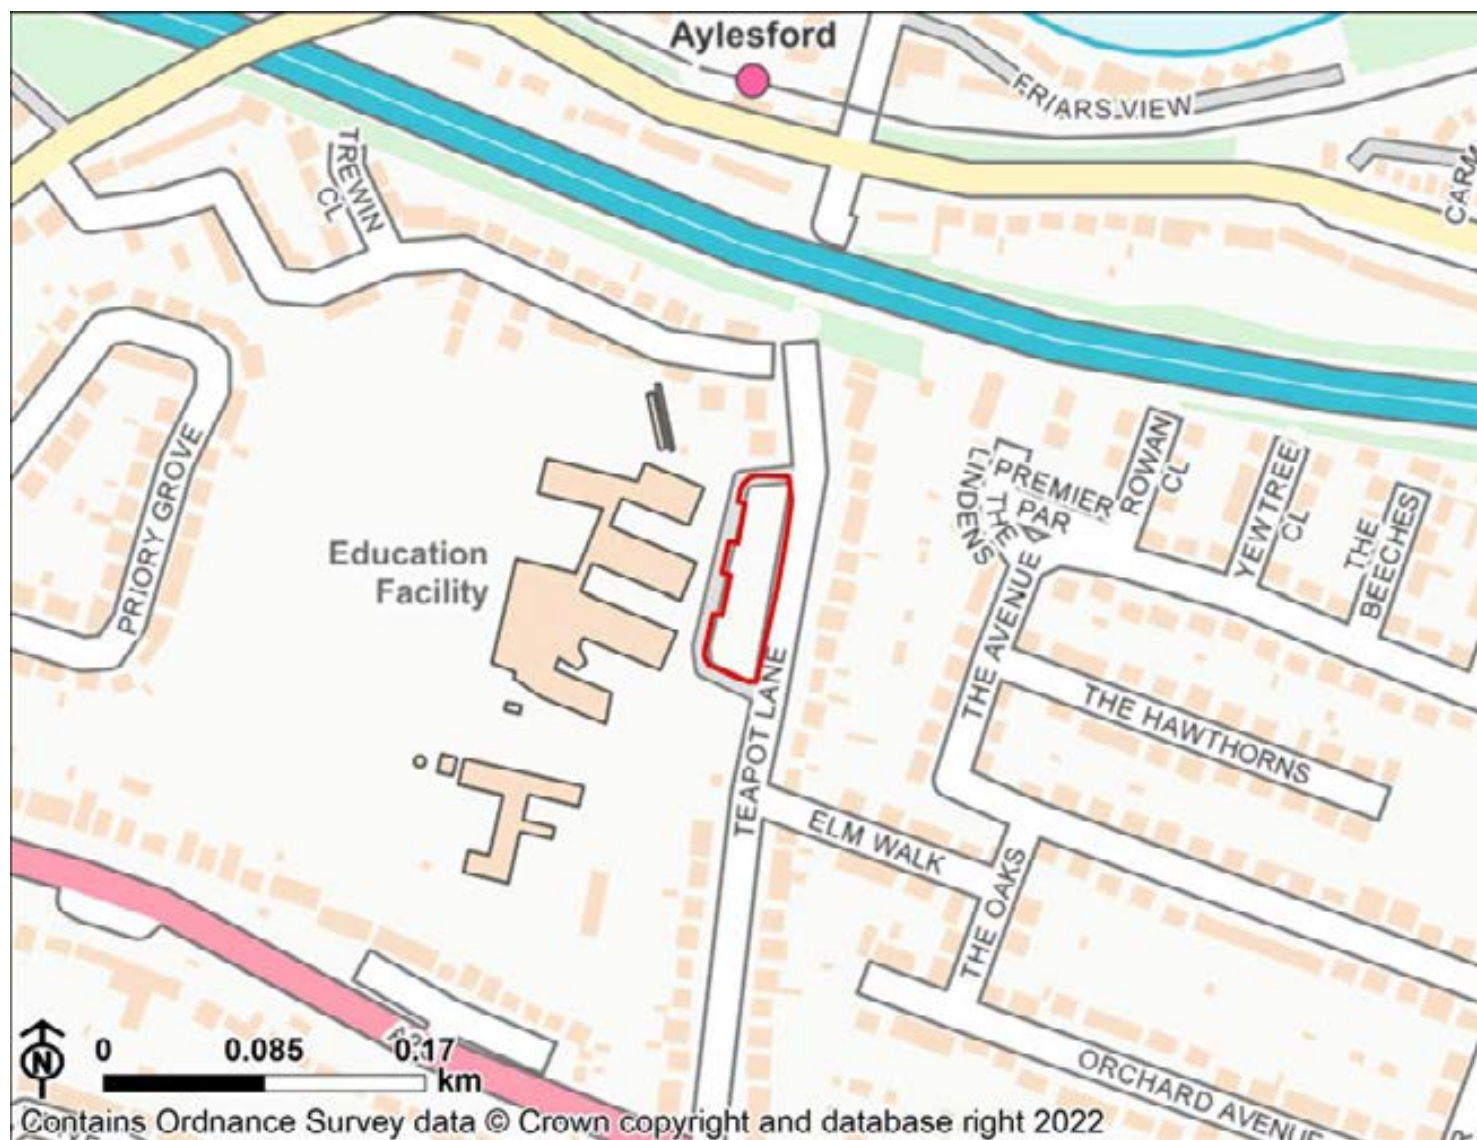 Aylesford
FRIARS VIEW
TREWIN
CL
PRIORY GROVE
Education
Facility
LINDENS
THE
PREMIER
PAR
ROWAN
CL
YEWTREE
CL
THE
BEECHES
THE AVENUE
THE HAWTHORNS
TEAPOT LANE
ELM WALK
THE OAKS
ORCHARD AVENUE
N
0 0.085 0.17
km
Contains Ordnance Survey data © Crown copyright and database right 2022